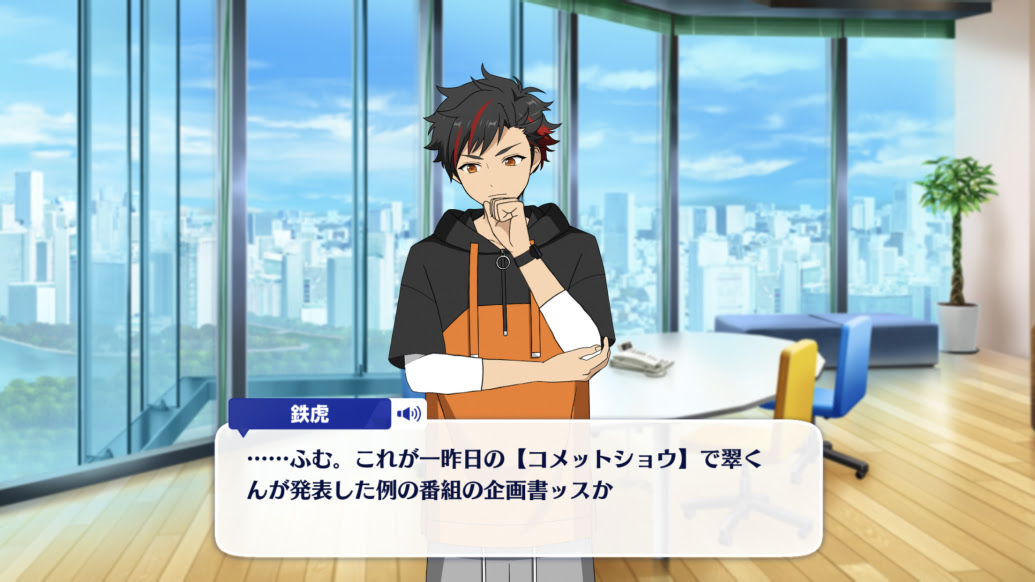 鉄虎
……ふむ。これが一昨日の【コメットショウ】で翠く
んが発表した例の番組の企画書ッスか